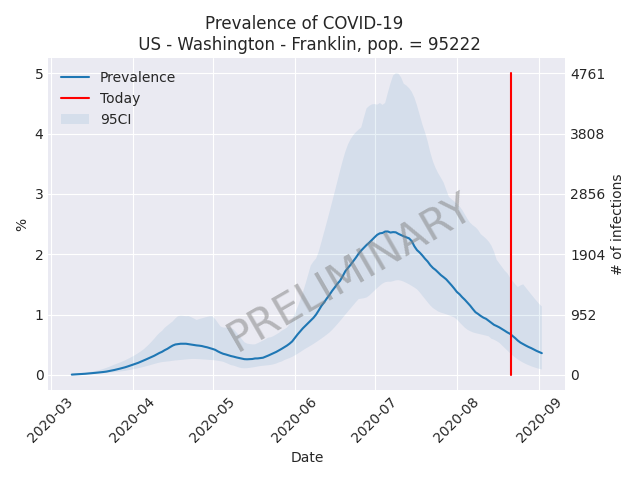 Prevalence of COVID-19
US - Washington - Franklin, pop. = 95222
Prevalence
Today
95CI
5
4
3
2
1
0
%
4761
3808
2856
1904
952
0
# of infections
PRELIMINARY
2020-03
2020-04
2020-05
2020-06
2020-07
2020-08
2020-09
Date